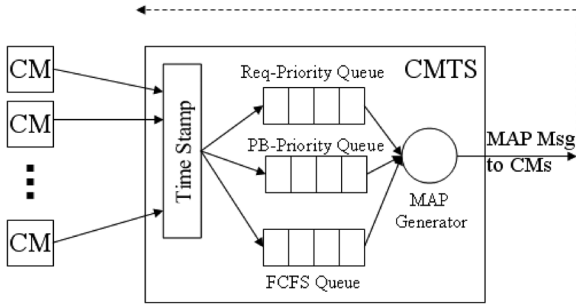 CM
CM
CM
Time Stamp
Req-Priority Queue
CMTS
PB-Priority Queue
FCFS Queue
MAP
Generator
MAP Msg
to CMs